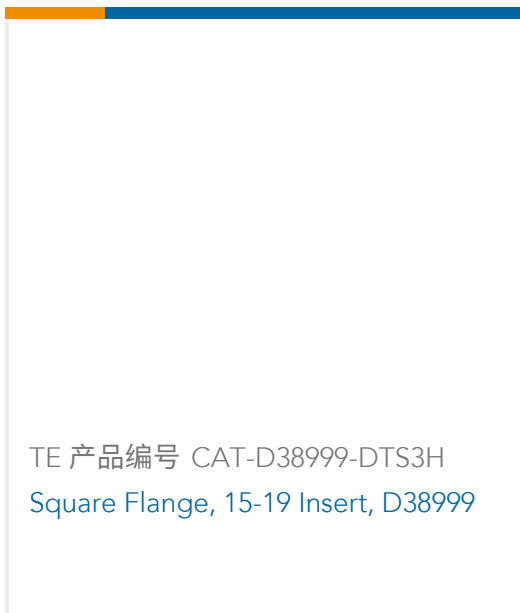 TE 产品编号 CAT-D38999-DTS3H
Square Flange, 15-19 Insert, D38999